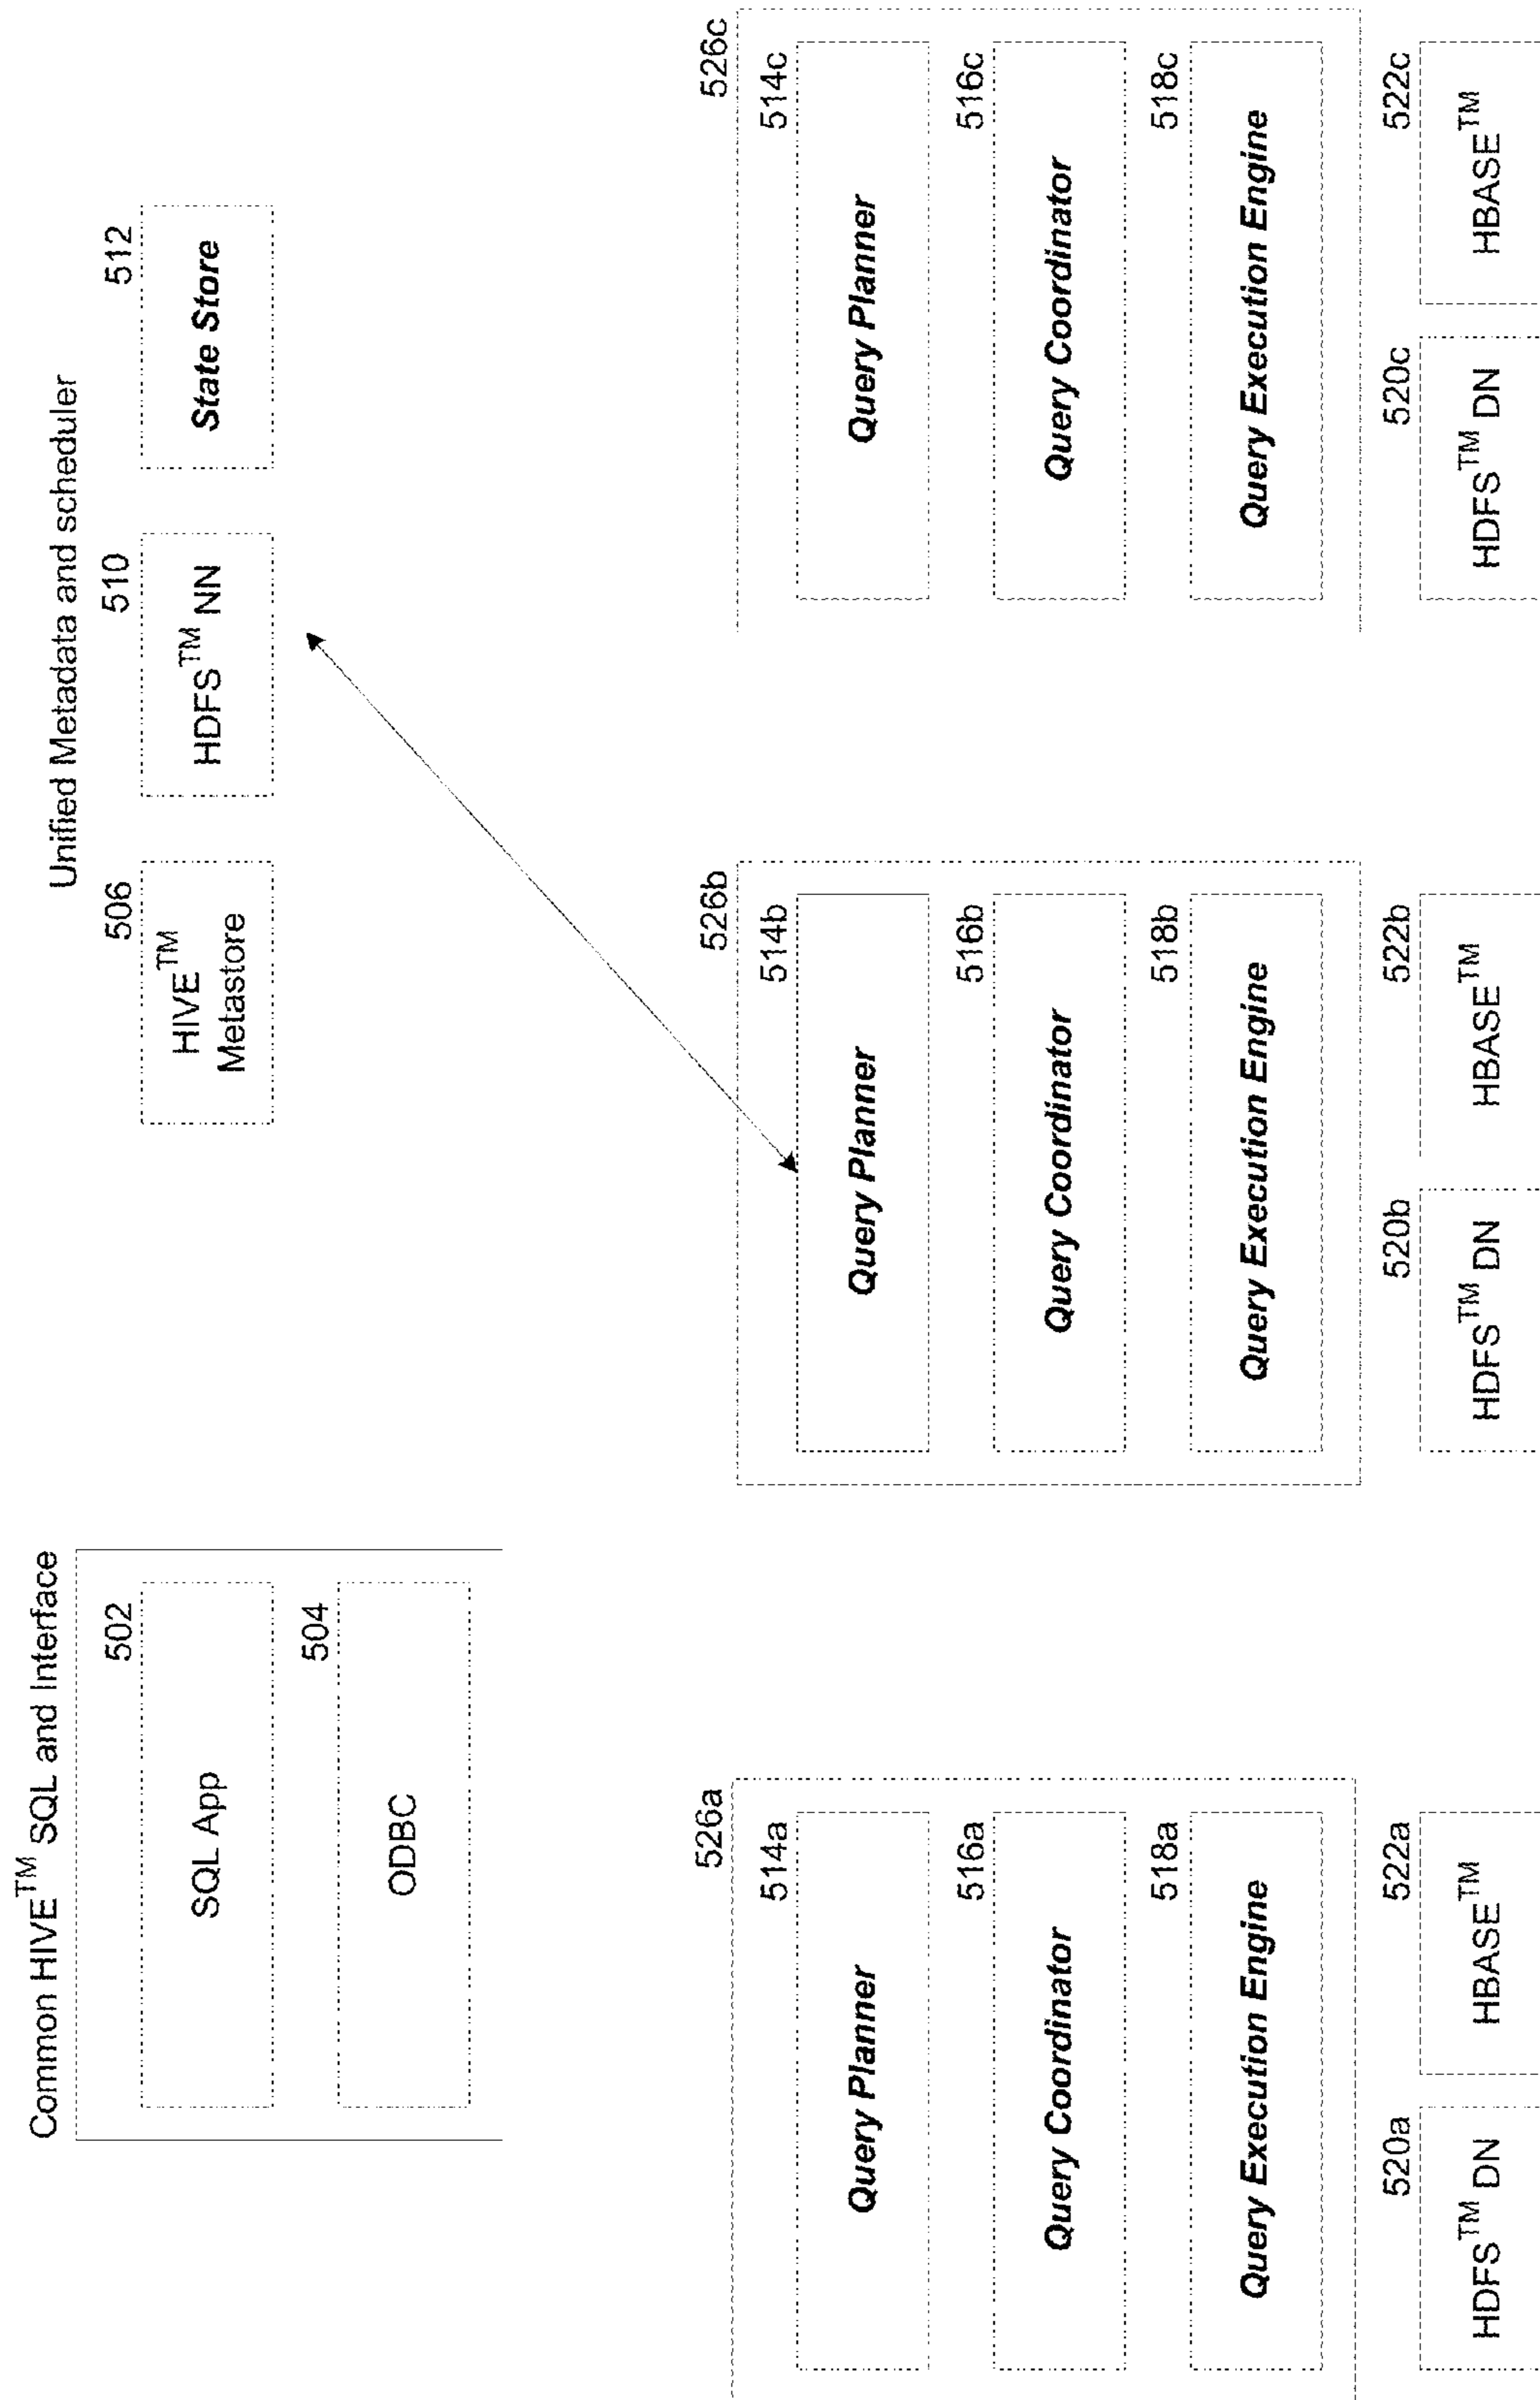 Common HIVE™ SQL and Interface
502
SQL App
504
ODBC
Unified Metadata and scheduler
506
HIVE™
Metastore
510
HDFS™ NN
512
State Store
526a
514a
Query Planner
516a
Query Coordinator
518a
Query Execution Engine
520a
HDFS™ DN
522a
HBASE™
526b
514b
Query Planner
516b
Query Coordinator
518b
Query Execution Engine
520b
HDFS™ DN
522b
HBASE™
526c
514c
Query Planner
516c
Query Coordinator
518c
Query Execution Engine
520c
HDFS™ DN
522c
HBASE™